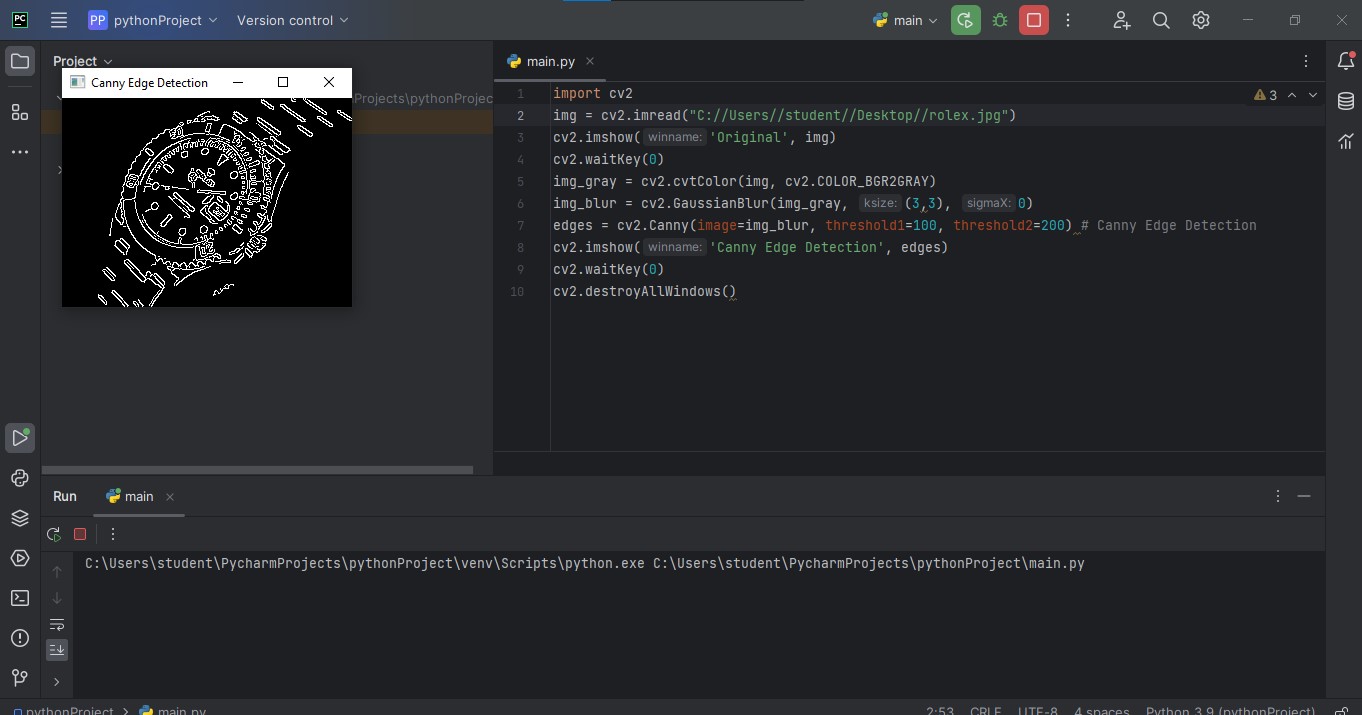 PC PP pythonProject Version control main
Project
main.py
Canny Edge Detection
Projects\pythonProjec
3
1 import cv2
2 img = cv2.imread("C://Users//student//Desktop//rolex.jpg")
3 cv2.imshow( winname: 'Original', img)
4 cv2.waitKey(0)
5 img_gray = cv2.cvtColor(img, cv2.COLOR_BGR2GRAY)
6 img_blur = cv2.GaussianBlur(img_gray, ksize: (3,3), sigmaX: 0)
7 edges = cv2.Canny(image=img_blur, threshold1=100, threshold2=200) # Canny Edge Detection
8 cv2.imshow( winname: 'Canny Edge Detection', edges)
9 cv2.waitKey(0)
10 cv2.destroyAllWindows()
Run main
C:\Users\student\PycharmProjects\pythonProject\venv\Scripts\python.exe C:\Users\student\PycharmProjects\pythonProject\main.py
pythonProject > main.py 2:53 CRLF UTF-8 4 spaces Python 3.9 (pythonProject)